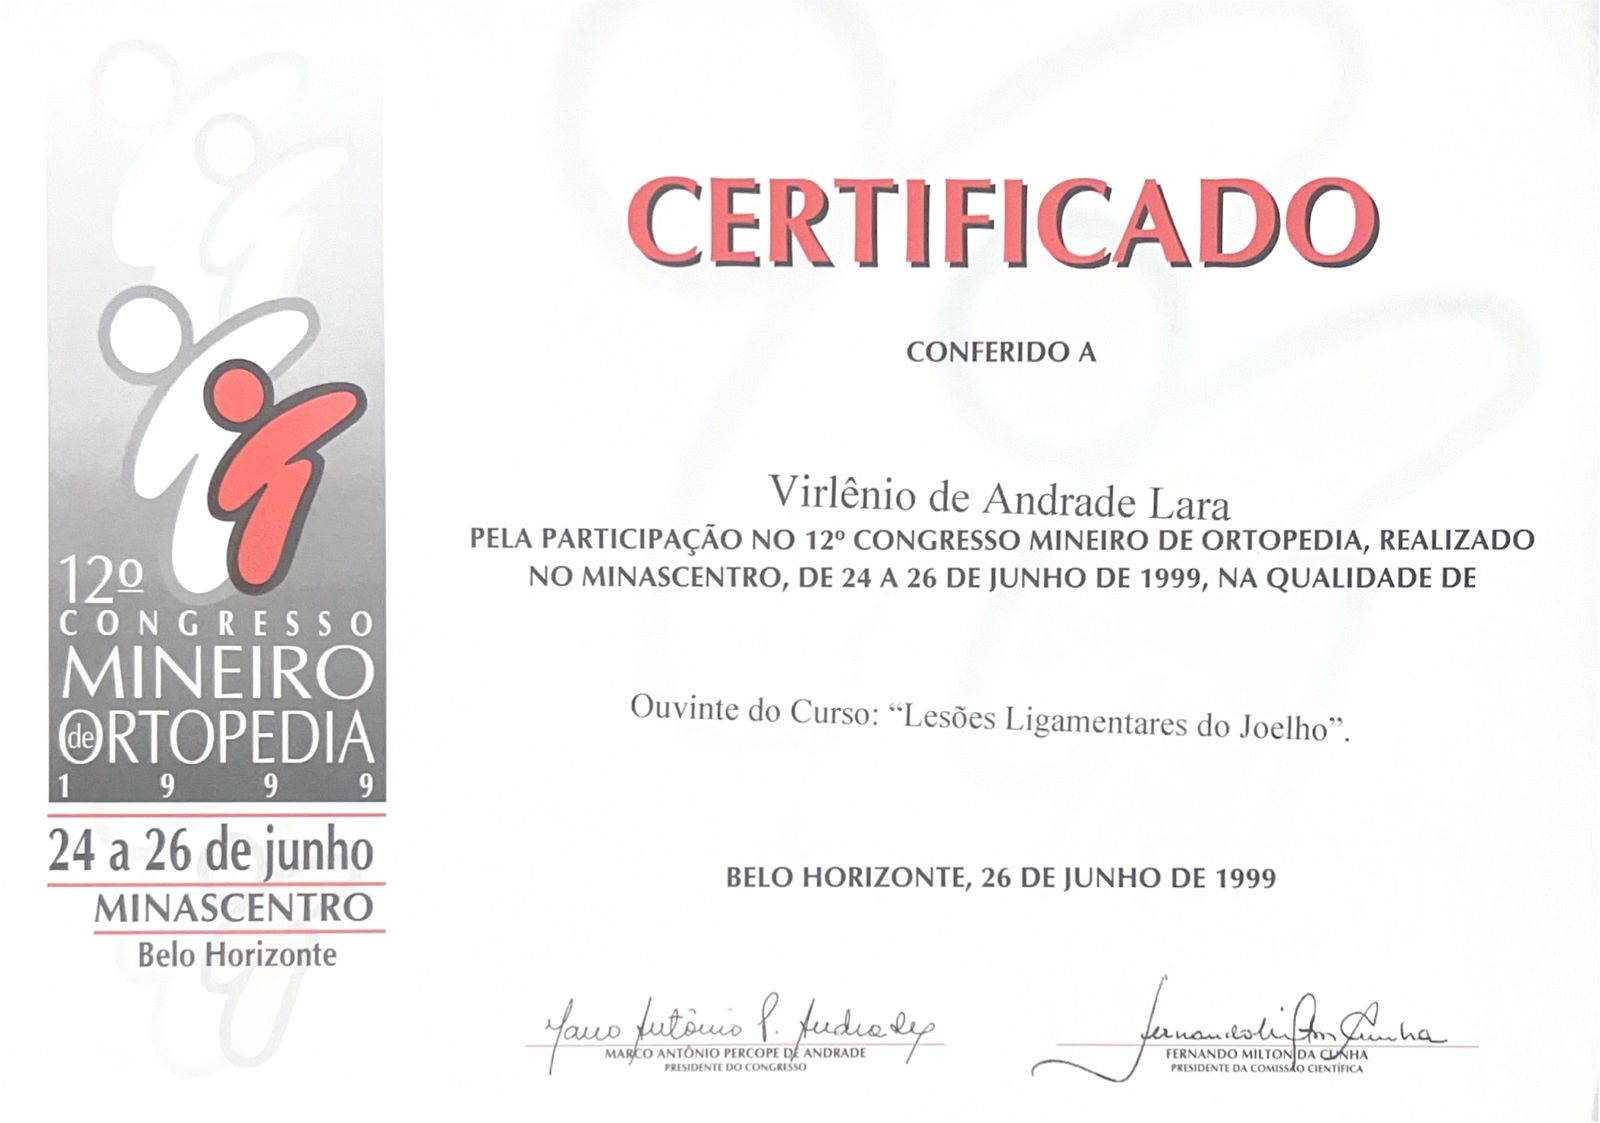 12º
CONGRESSO
MINEIRO
de ORTOPEDIA
1999
24 a 26 de junho
MINASCENTRO
Belo Horizonte
CERTIFICADO
CONFERIDO A
Virlênio de Andrade Lara
PELA PARTICIPAÇÃO NO 12º CONGRESSO MINEIRO DE ORTOPEDIA, REALIZADO
NO MINASCENTRO, DE 24 A 26 DE JUNHO DE 1999, NA QUALIDADE DE
Ouvinte do Curso: “Lesões Ligamentares do Joelho”.
BELO HORIZONTE, 26 DE JUNHO DE 1999
Marco Antônio P. Andrade
MARCO ANTÔNIO PERCOPE DE ANDRADE
PRESIDENTE DO CONGRESSO
Fernando Milton Cunha
FERNANDO MILTON DA CUNHA
PRESIDENTE DA COMISSÃO CIENTÍFICA